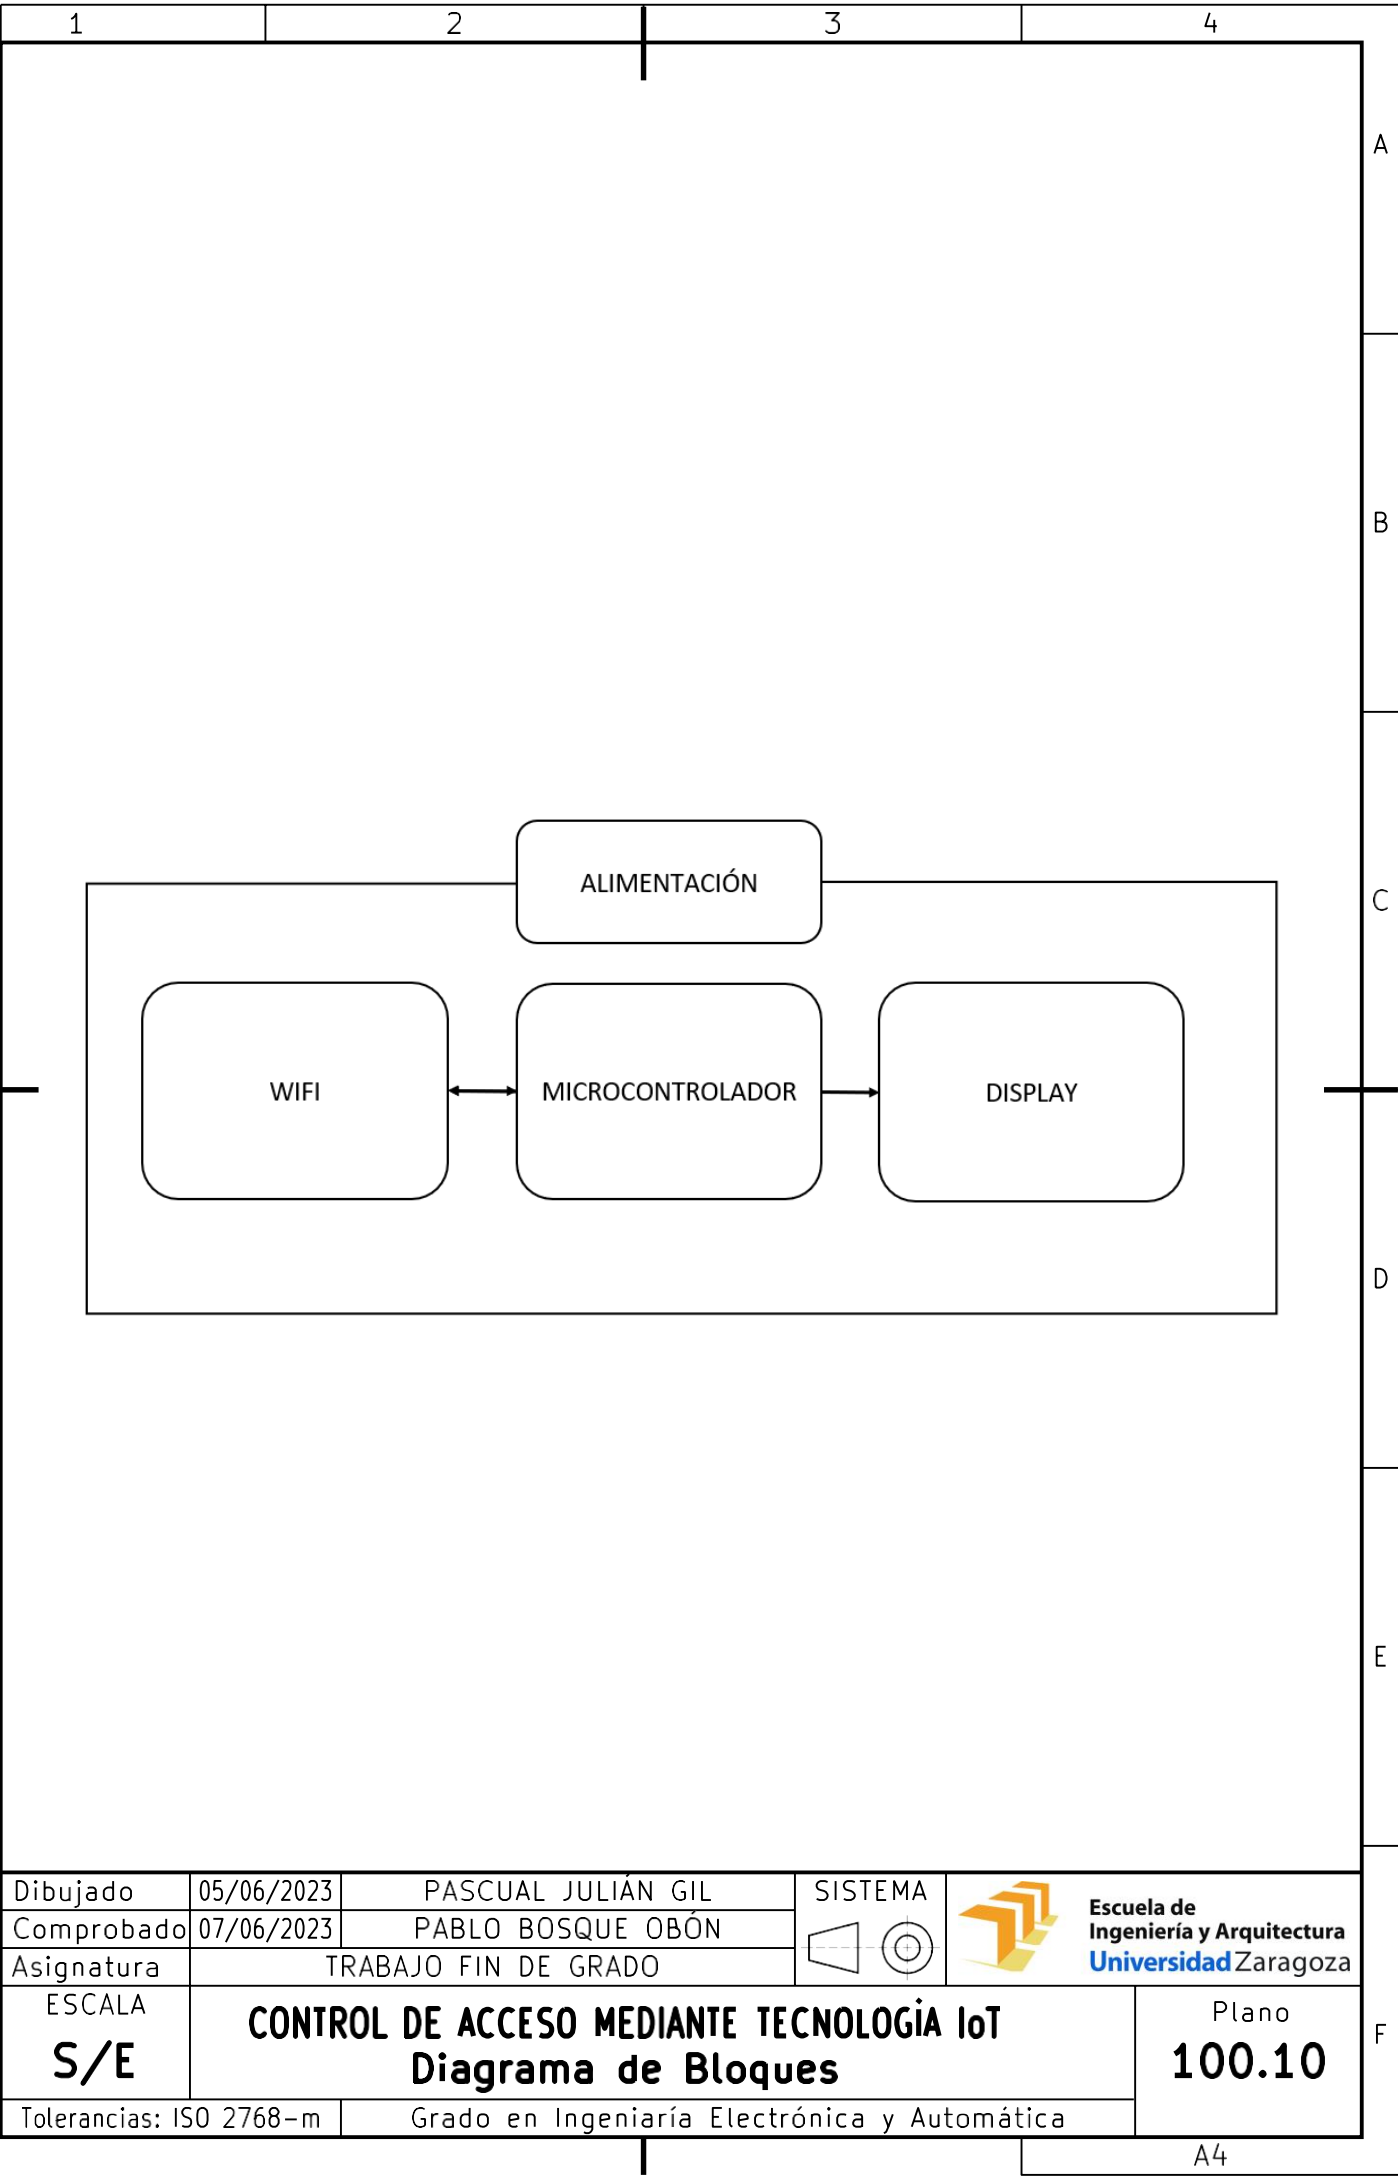 1 2 3 4
A
B
C
D
E
F
ALIMENTACIÓN
WIFI
MICROCONTROLADOR
DISPLAY
Dibujado 05/06/2023 PASCUAL JULIÁN GIL
Comprobado 07/06/2023 PABLO BOSQUE OBÓN
Asignatura TRABAJO FIN DE GRADO
SISTEMA
Escuela de
Ingeniería y Arquitectura
Universidad Zaragoza
ESCALA
S/E
CONTROL DE ACCESO MEDIANTE TECNOLOGÍA IoT
Diagrama de Bloques
Plano
100.10
Tolerancias: ISO 2768-m
Grado en Ingeniaría Electrónica y Automática
A4